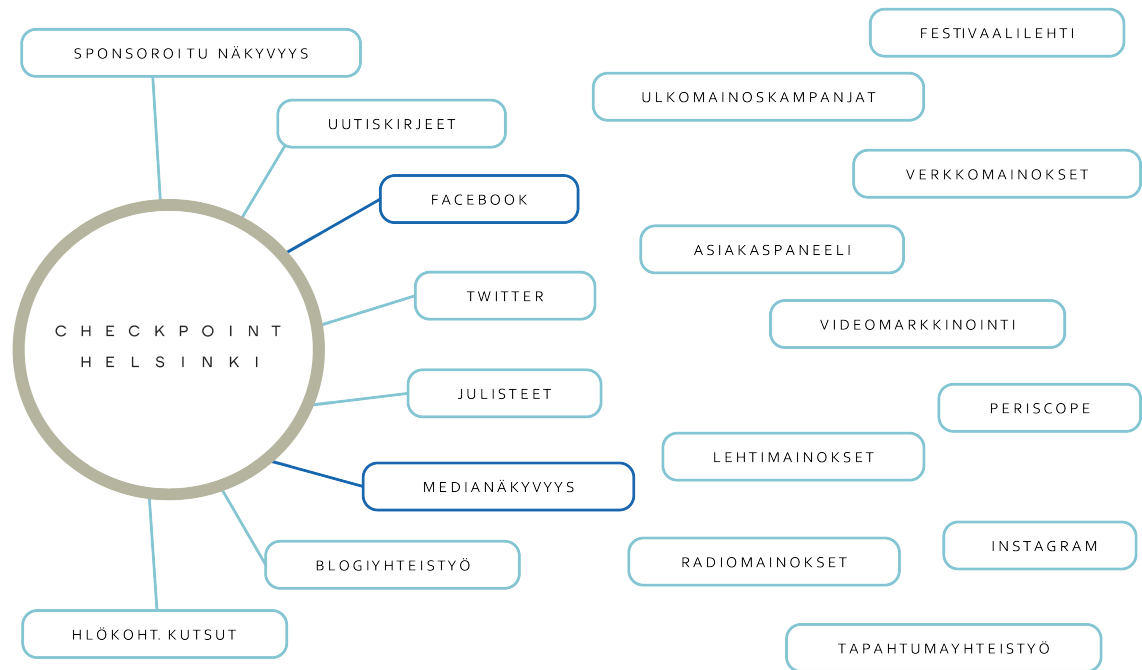 SPONSOROITU NÄKYVYYS
UUTISKIRJEET
FACEBOOK
TWITTER
CHECKPOINT
HELSINKI
JULISTEET
MEDIANÄKYVYYS
BLOGIYHTEISTYÖ
HLÖKOHT. KUTSUT
FESTIVAALILEHTI
ULKOMAINOSKAMPANJAT
VERKKOMAINOKSET
ASIAKASPANEELI
VIDEOMARKKINOINTI
PERISCOPE
LEHTIMAINOKSET
INSTAGRAM
RADIOMAINOKSET
TAPAHTUMAYHTEISTYÖ